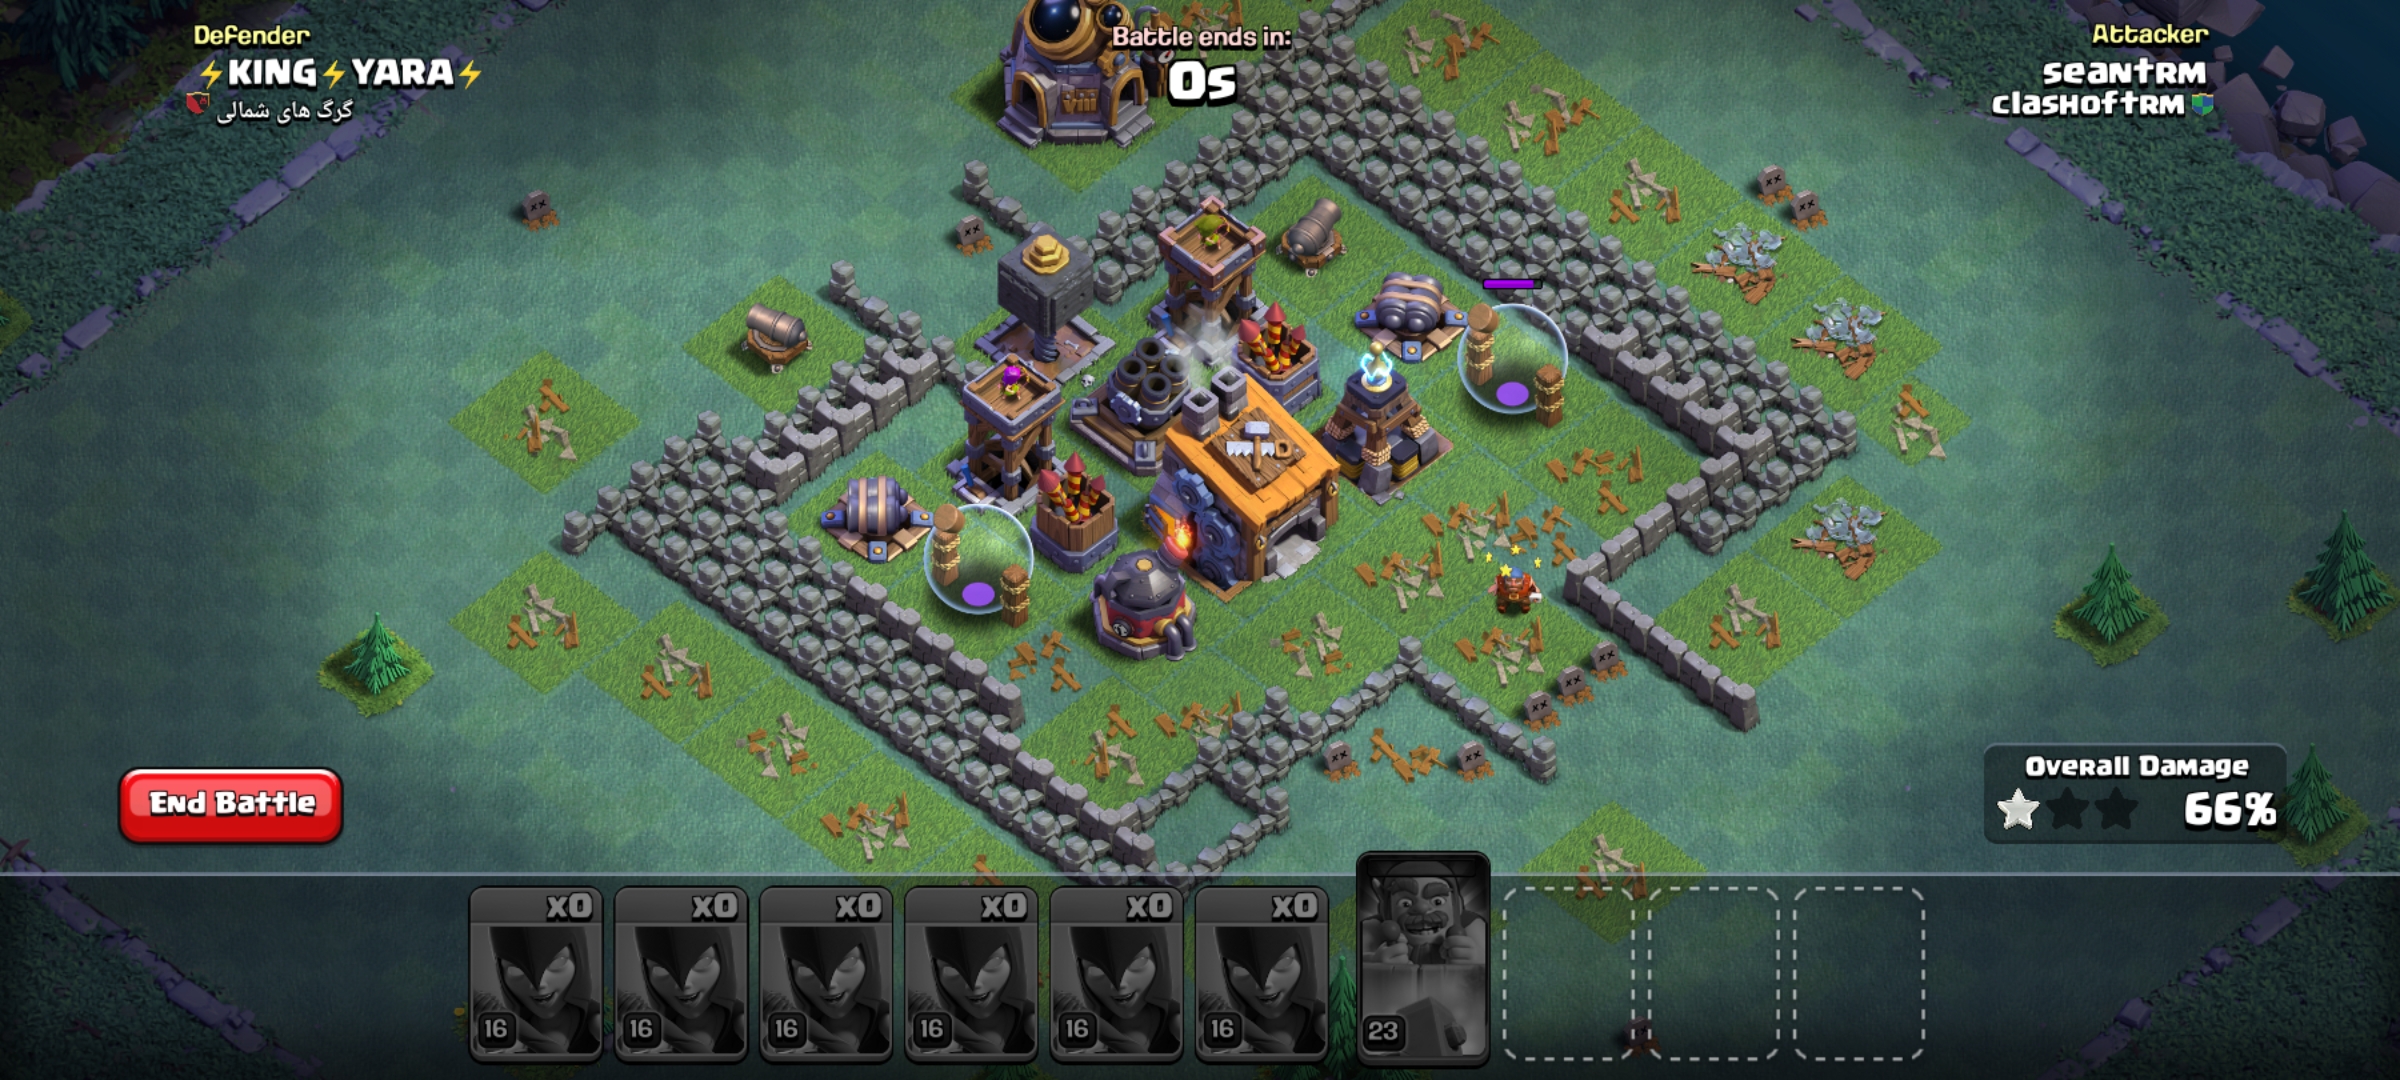 Defender
⚡KING⚡YARA⚡
گرگ های شمالی
Battle ends in:
0s
Attacker
seantRM
clashoftRM
viii
End Battle
Overall Damage
66%
x0
x0
x0
x0
x0
x0
16
16
16
16
16
16
23